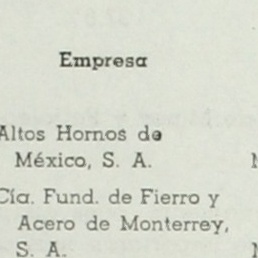 Empresa
Altos Hornos de
México, S. A.
Cía. Fund. de Fierro y
Acero de Monterrey,
S. A.